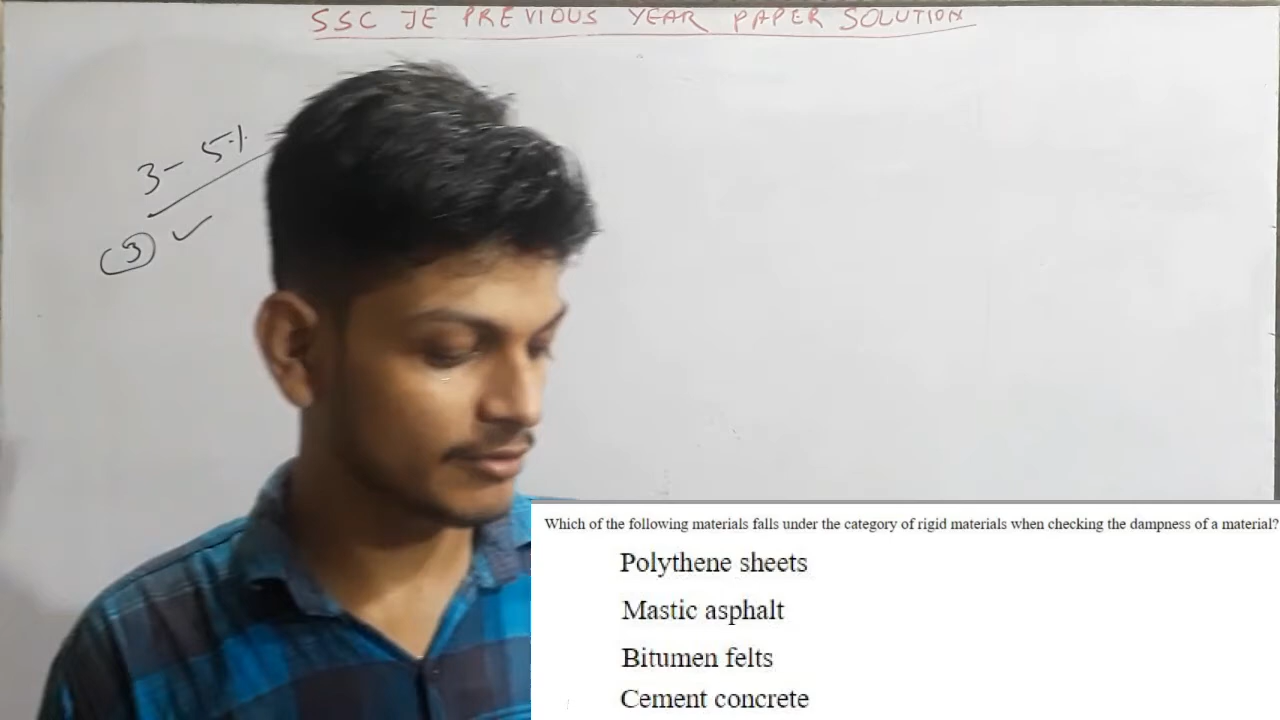 SSC JE PREVIOUS YEAR PAPER SOLUTION
3 - 5%
3 ✓
Which of the following materials falls under the category of rigid materials when checking the dampness of a material?
Polythene sheets
Mastic asphalt
Bitumen felts
Cement concrete